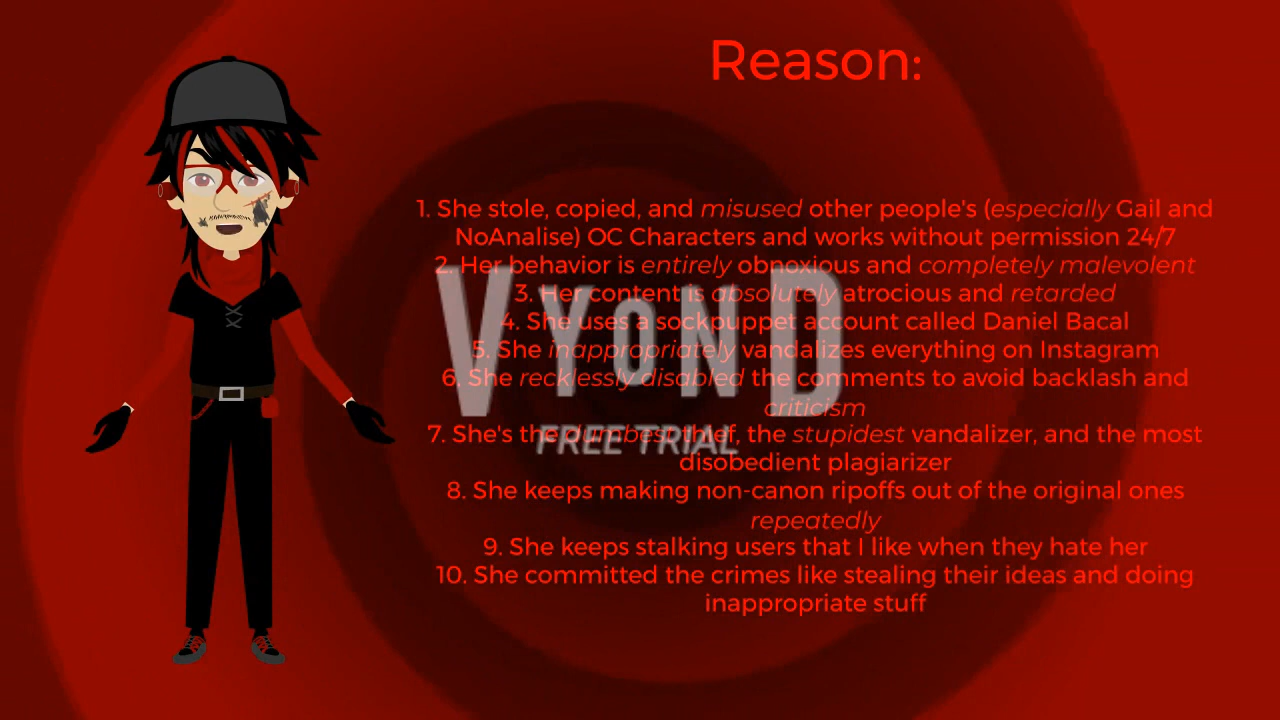 Reason:
1. She stole, copied, and misused other people's (especially Gail and
NoAnalise) OC Characters and works without permission 24/7
2. Her behavior is entirely obnoxious and completely malevolent
3. Her content is absolutely atrocious and retarded
4. She uses a sockpuppet account called Daniel Bacal
5. She inappropriately vandalizes everything on Instagram
6. She recklessly disabled the comments to avoid backlash and
criticism
7. She's the dumbest thief, the stupidest vandalizer, and the most
disobedient plagiarizer
8. She keeps making non-canon ripoffs out of the original ones
repeatedly
9. She keeps stalking users that I like when they hate her
10. She committed the crimes like stealing their ideas and doing
inappropriate stuff
VYOND
FREE TRIAL